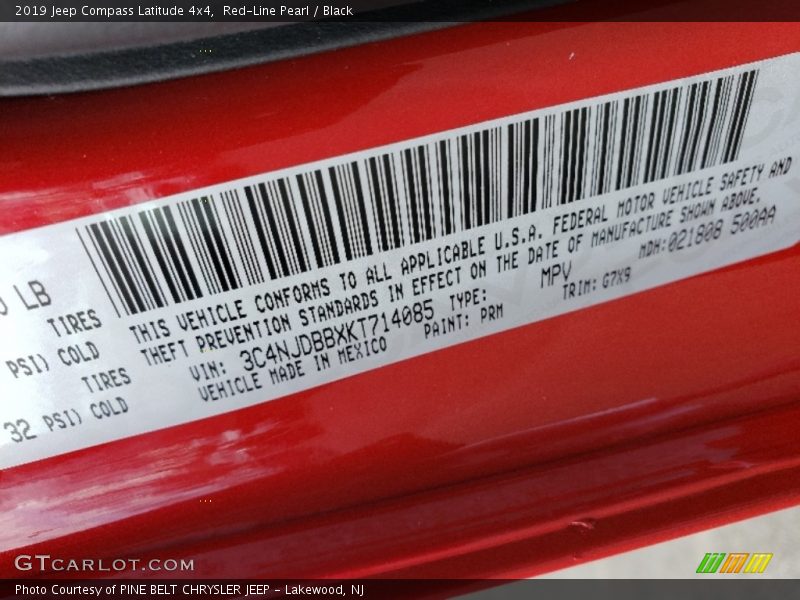 2019 Jeep Compass Latitude 4x4, Red-Line Pearl / Black
LB
TIRES
PSI) COLD
TIRES
32 PSI) COLD
THIS VEHICLE CONFORMS TO ALL APPLICABLE U.S.A. FEDERAL MOTOR VEHICLE SAFETY AND
THEFT PREVENTION STANDARDS IN EFFECT ON THE DATE OF MANUFACTURE SHOWN ABOVE.
VIN: 3C4NJDBBXKT714085 TYPE: MPV MDH:021808 500AA
VEHICLE MADE IN MEXICO PAINT: PRM TRIM: G7X9
GTCARLOT.COM
Photo Courtesy of PINE BELT CHRYSLER JEEP - Lakewood, NJ